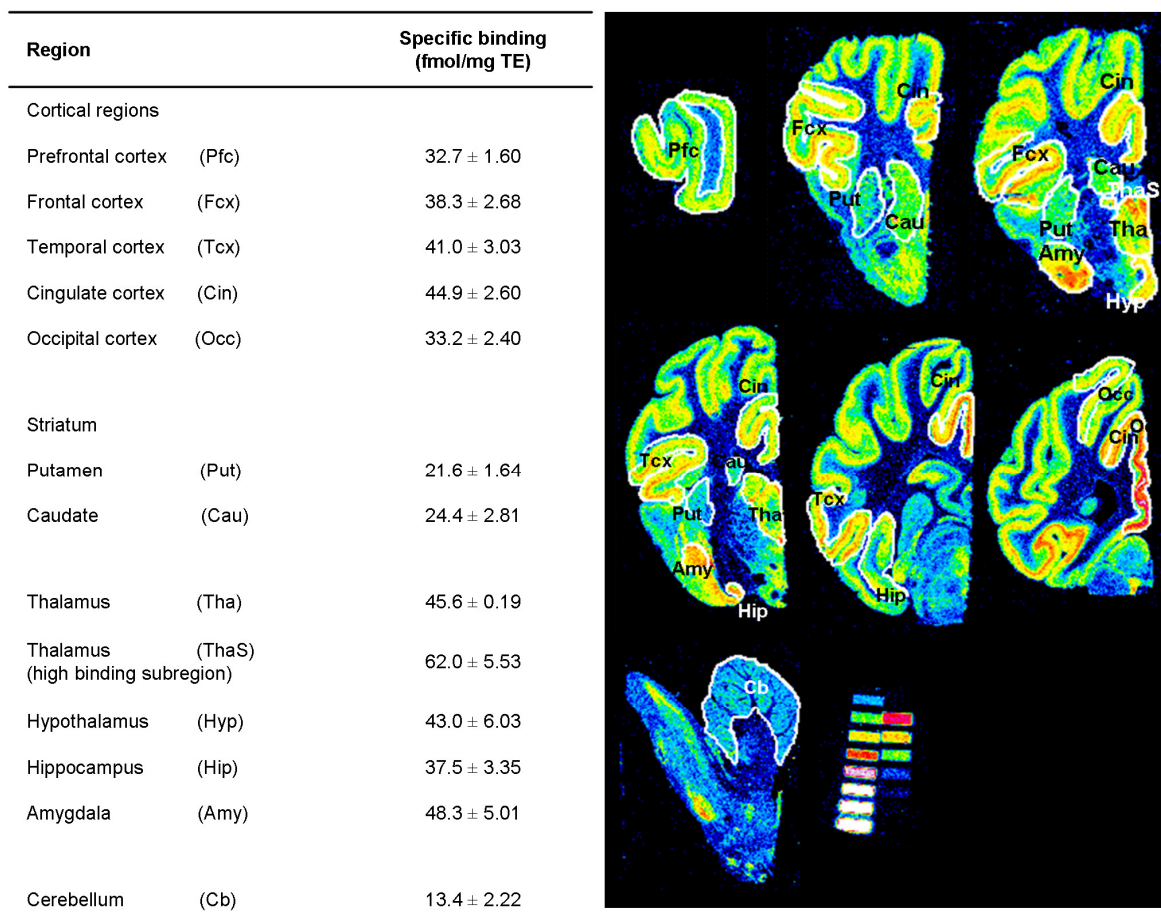 Region Specific binding
(fmol/mg TE)
Cortical regions
Prefrontal cortex (Pfc) 32.7 ± 1.60
Frontal cortex (Fcx) 38.3 ± 2.68
Temporal cortex (Tcx) 41.0 ± 3.03
Cingulate cortex (Cin) 44.9 ± 2.60
Occipital cortex (Occ) 33.2 ± 2.40
Striatum
Putamen (Put) 21.6 ± 1.64
Caudate (Cau) 24.4 ± 2.81
Thalamus (Tha) 45.6 ± 0.19
Thalamus (ThaS)
(high binding subregion) 62.0 ± 5.53
Hypothalamus (Hyp) 43.0 ± 6.03
Hippocampus (Hip) 37.5 ± 3.35
Amygdala (Amy) 48.3 ± 5.01
Cerebellum (Cb) 13.4 ± 2.22
Pfc
Cin
Fcx
Put
Cau
Cin
Fcx
Cau
ThaS
Put
Tha
Amy
Hyp
Cin
Tcx
Cau
Put
Tha
Amy
Hip
Cin
Tcx
Hip
Occ
Cin
O
Cb